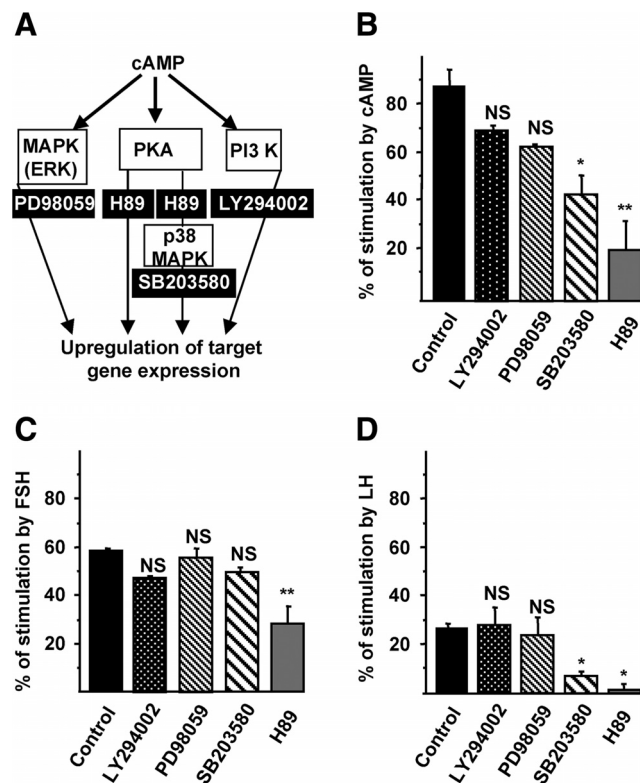 A
cAMP
MAPK
(ERK)
PKA
PI3 K
PD98059
H89
H89
LY294002
p38
MAPK
SB203580
Upregulation of target
gene expression
B
% of stimulation by cAMP
80
60
40
20
NS
NS
*
**
Control
LY294002
PD98059
SB203580
H89
C
% of stimulation by FSH
80
60
40
20
NS
NS
NS
**
Control
LY294002
PD98059
SB203580
H89
D
% of stimulation by LH
80
60
40
20
NS
NS
*
*
Control
LY294002
PD98059
SB203580
H89